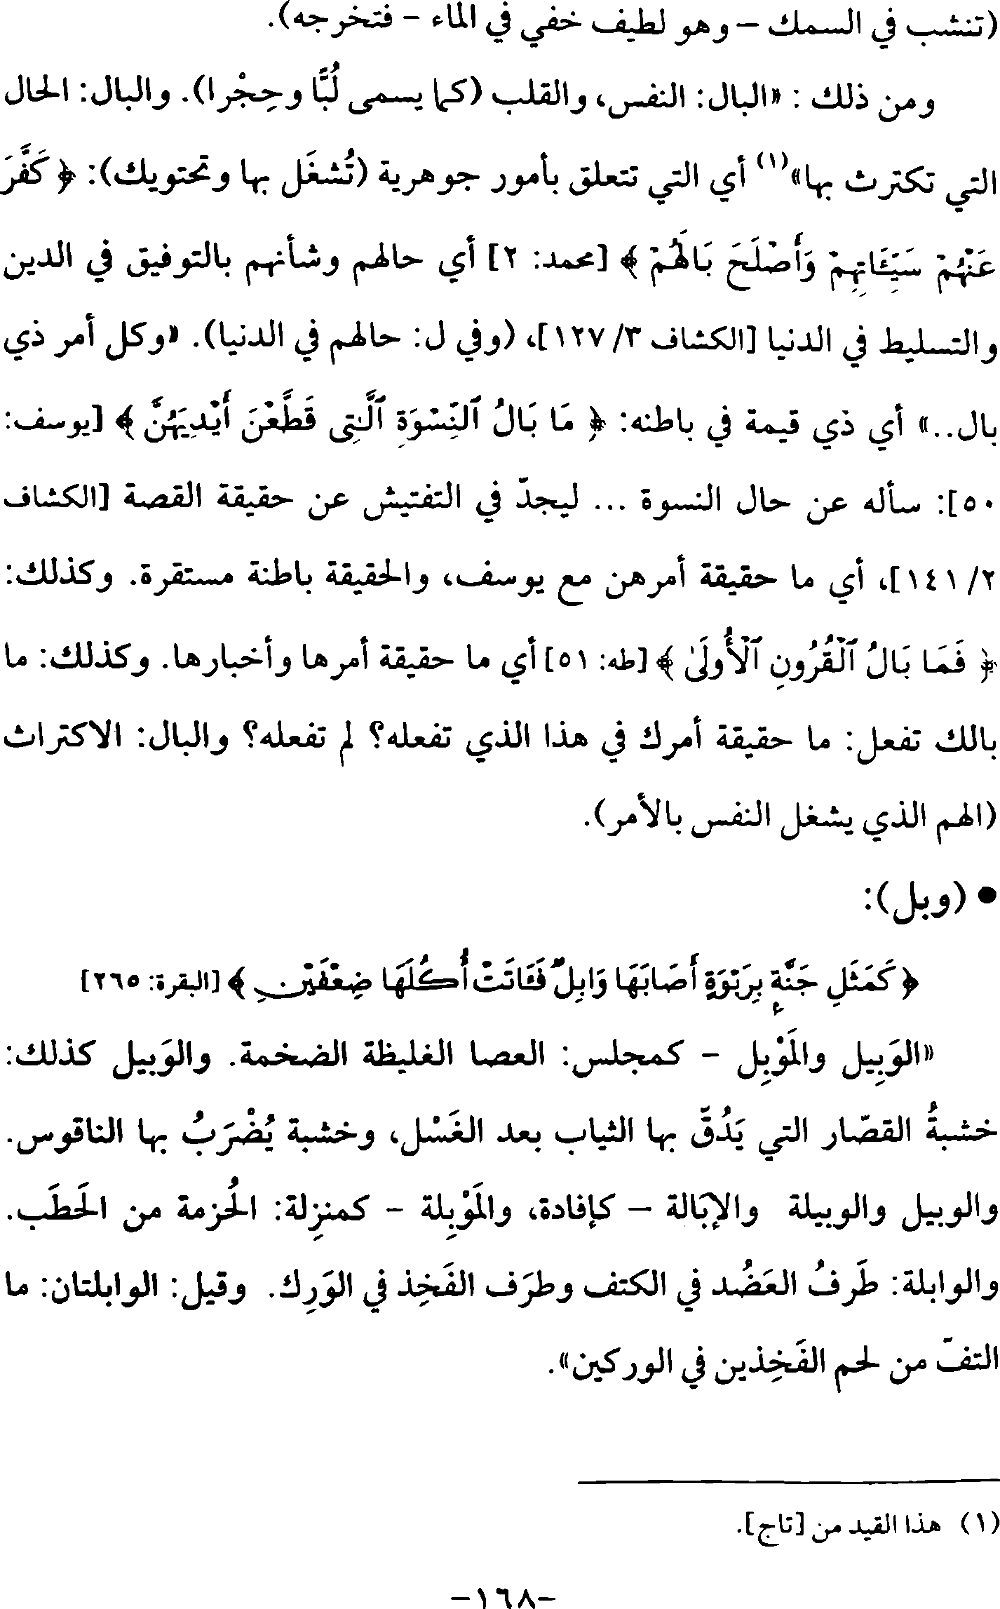 (تنشب في السمك – وهو لطيف خفي في الماء - فتخرجه).
ومن ذلك : «البال: النفس، والقلب (كما يسمى لُبًّا وحِجْرا). والبال: الحال
التي تكترث بها»(١) أي التي تتعلق بأمور جوهرية (تُشغَل بها وتحتويك): ﴿ كَفَّرَ
عَنْهُمْ سَيِّـَٔاتِهِمْ وَأَصْلَحَ بَالَهُمْ ﴾ [محمد: ٢] أي حالهم وشأنهم بالتوفيق في الدين
والتسليط في الدنيا [الكشاف ٣/ ١٢٧]، (وفي ل: حالهم في الدنيا). «وكل أمر ذي
بال..» أي ذي قيمة في باطنه: ﴿ مَا بَالُ ٱلنِّسْوَةِ ٱلَّـٰتِى قَطَّعْنَ أَيْدِيَهُنَّ ﴾ [يوسف:
٥٠]: سأله عن حال النسوة ... ليجدّ في التفتيش عن حقيقة القصة [الكشاف
٢/ ١٤١]، أي ما حقيقة أمرهن مع يوسف، والحقيقة باطنة مستقرة. وكذلك:
﴿ فَمَا بَالُ ٱلْقُرُونِ ٱلْأُولَىٰ ﴾ [طه: ٥١] أي ما حقيقة أمرها وأخبارها. وكذلك: ما
بالك تفعل: ما حقيقة أمرك في هذا الذي تفعله؟ لم تفعله؟ والبال: الاكتراث
(الهم الذي يشغل النفس بالأمر).
• (وبل):
﴿ كَمَثَلِ جَنَّةٍۭ بِرَبْوَةٍ أَصَابَهَا وَابِلٌ فَـَٔاتَتْ أُكُلَهَا ضِعْفَيْنِ ﴾ [البقرة: ٢٦٥]
«الوَبِيل والمَوْبِل - كمجلس: العصا الغليظة الضخمة. والوَبيل كذلك:
خشبةُ القصّار التي يَدُقّ بها الثياب بعد الغَسْل، وخشبة يُضْرَبُ بها الناقوس.
والوبيل والوبيلة والإبَالة – كإفادة، والمَوْبِلة - كمنزِلة: الحُزمة من الحَطَب.
والوابلة: طَرفُ العَضُد في الكتف وطرَف الفَخِذ في الوَرِك. وقيل: الوابلتان: ما
التفّ من لحم الفَخِذين في الوركين».
(١) هذا القيد من [تاج].
-١٦٨-